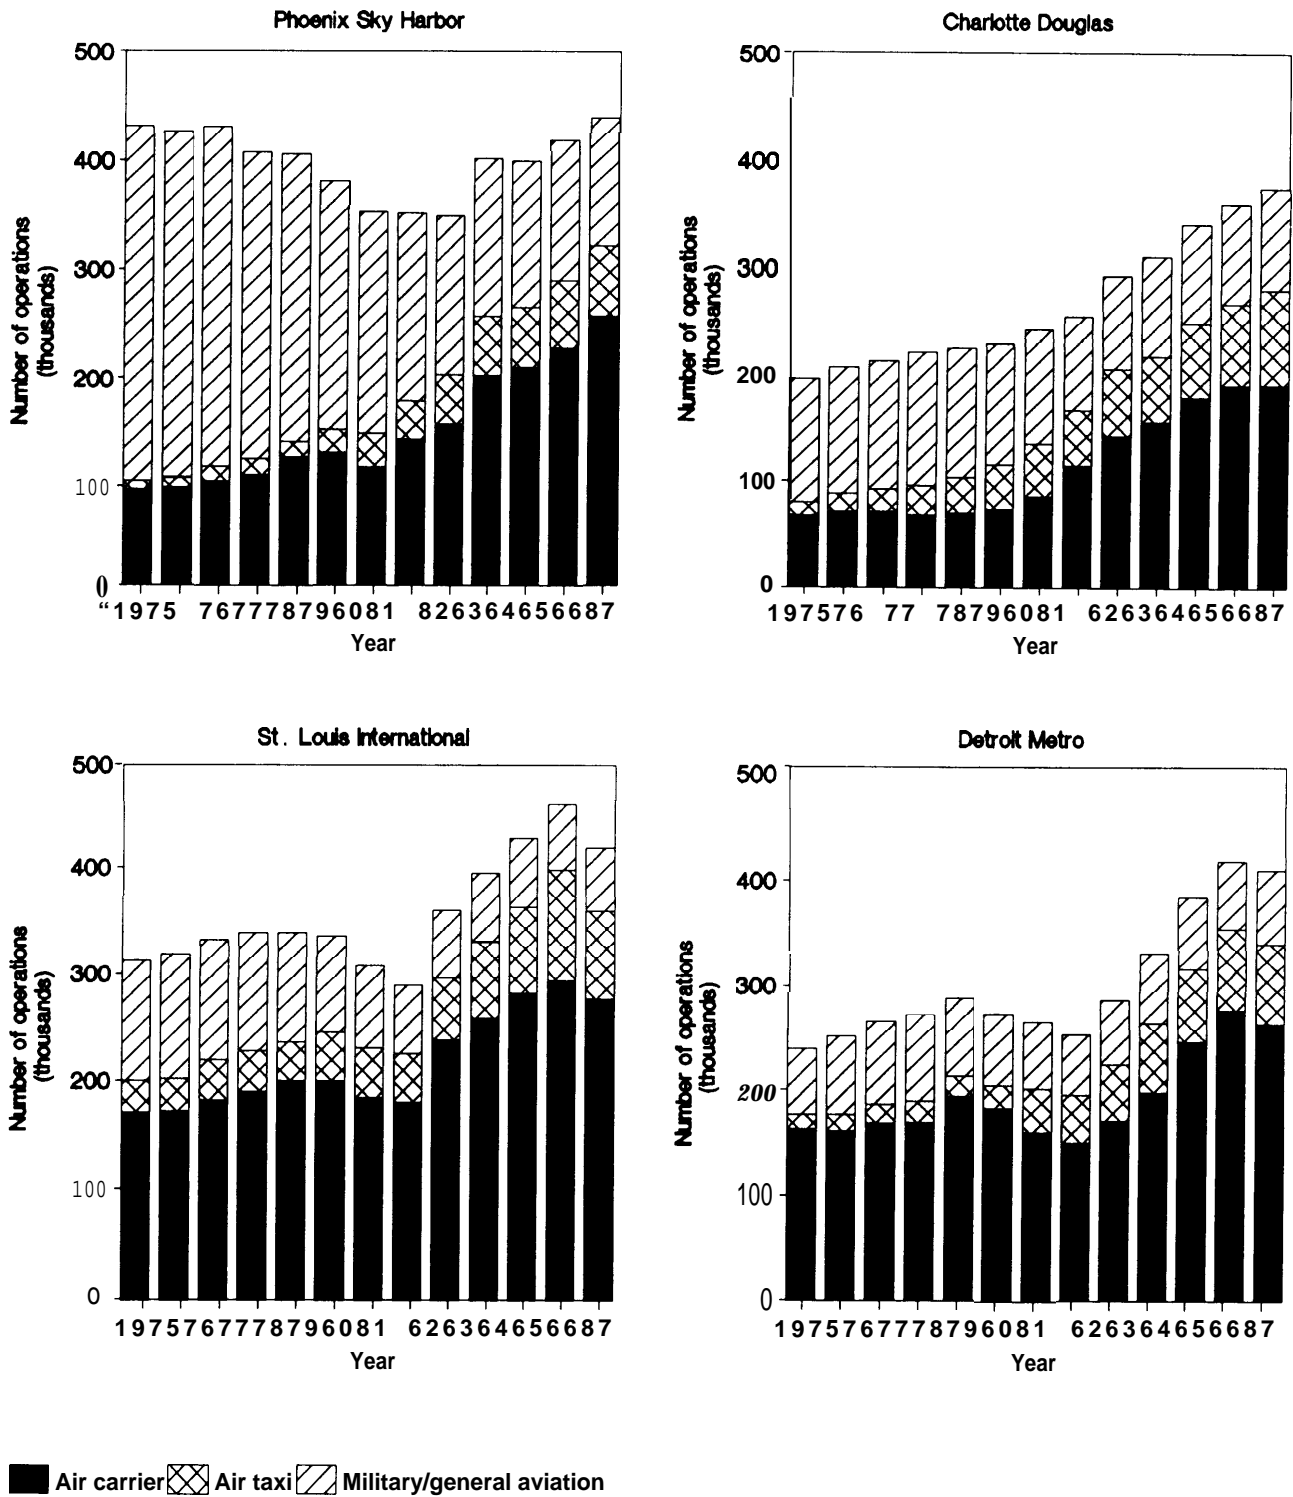 Phoenix Sky Harbor
500
400
300
200
100
0
Number of operations
(thousands)
“1975 767778796081 8263646566 87
Year
Charlotte Douglas
500
400
300
200
100
0
Number of operations
(thousands)
197576 77 78796081 626364656687
Year
St. Louis International
500
400
300
200
100
0
Number of operations
(thousands)
1975767778796081 626364656687
Year
Detroit Metro
500
400
300
200
100
0
Number of operations
(thousands)
1975767778796081 626364656687
Year
Air carrier Air taxi Military/general aviation